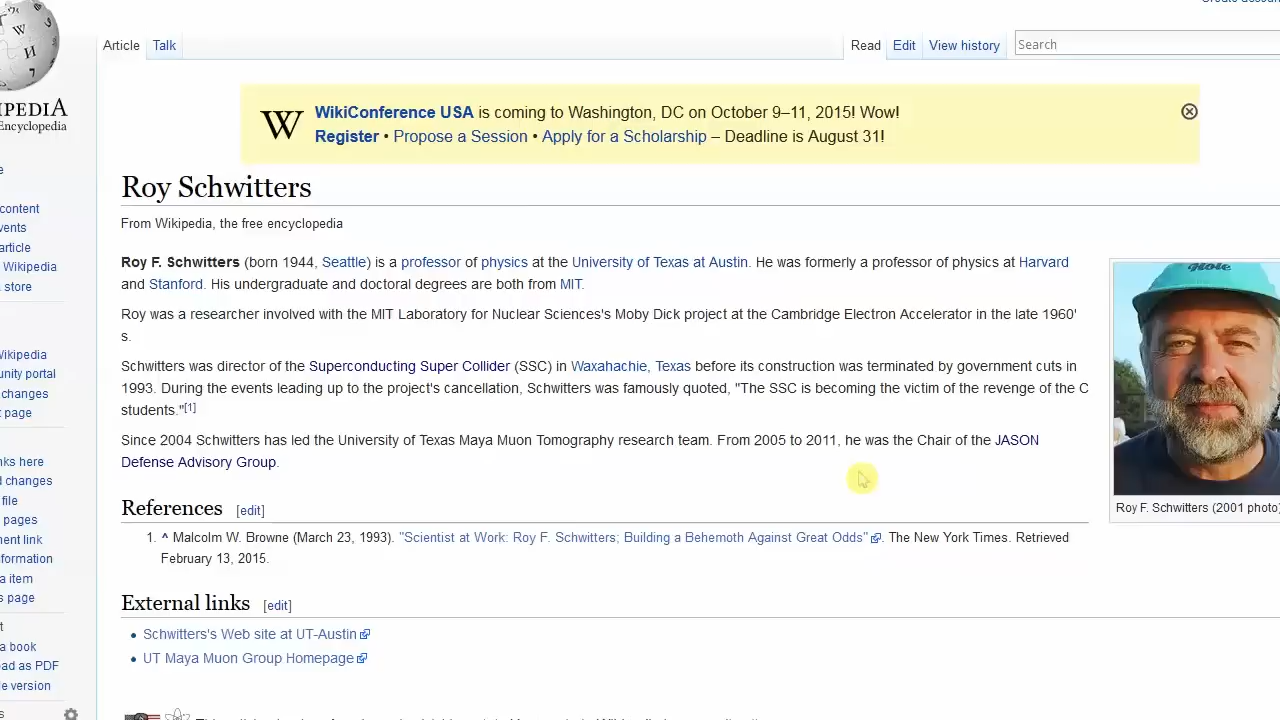 Article
Talk
Read
Edit
View history
Search
WikiConference USA is coming to Washington, DC on October 9–11, 2015! Wow!
Register • Propose a Session • Apply for a Scholarship – Deadline is August 31!
Roy Schwitters
From Wikipedia, the free encyclopedia
Roy F. Schwitters (born 1944, Seattle) is a professor of physics at the University of Texas at Austin. He was formerly a professor of physics at Harvard
and Stanford. His undergraduate and doctoral degrees are both from MIT.
Roy was a researcher involved with the MIT Laboratory for Nuclear Sciences's Moby Dick project at the Cambridge Electron Accelerator in the late 1960'
s.
Schwitters was director of the Superconducting Super Collider (SSC) in Waxahachie, Texas before its construction was terminated by government cuts in
1993. During the events leading up to the project's cancellation, Schwitters was famously quoted, "The SSC is becoming the victim of the revenge of the C
students."[1]
Since 2004 Schwitters has led the University of Texas Maya Muon Tomography research team. From 2005 to 2011, he was the Chair of the JASON
Defense Advisory Group.
Hole
Roy F. Schwitters (2001 photo)
References [edit]
1. ^ Malcolm W. Browne (March 23, 1993). "Scientist at Work: Roy F. Schwitters; Building a Behemoth Against Great Odds". The New York Times. Retrieved
February 13, 2015.
External links [edit]
• Schwitters's Web site at UT-Austin
• UT Maya Muon Group Homepage
IPEDIA
Encyclopedia
content
vents
article
Wikipedia
store
Wikipedia
unity portal
changes
page
nks here
d changes
file
pages
nent link
formation
a item
s page
t
a book
oad as PDF
le version
s